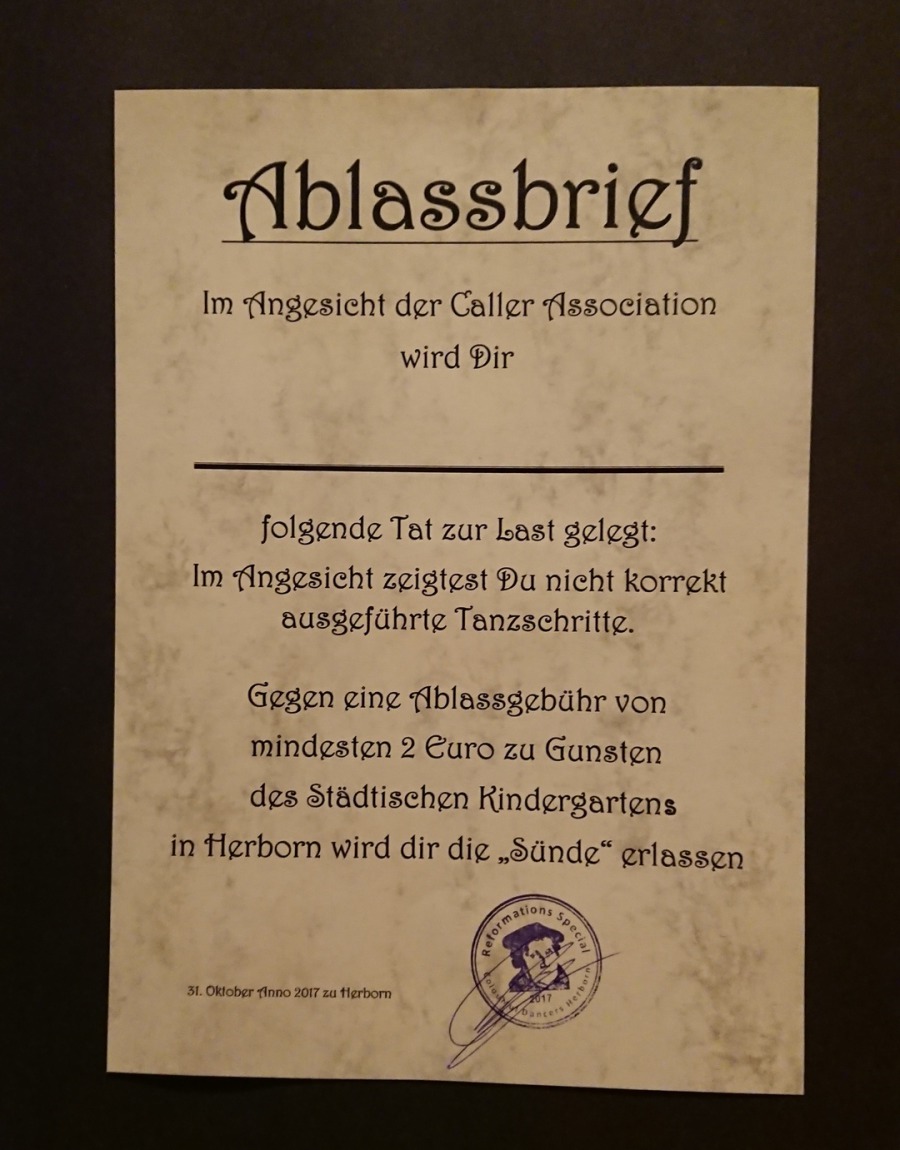 Ablassbrief
Im Angesicht der Caller Association
wird Dir
folgende Tat zur Last gelegt:
Im Angesicht zeigtest Du nicht korrekt
ausgeführte Tanzschritte.
Gegen eine Ablassgebühr von
mindesten 2 Euro zu Gunsten
des Städtischen Kindergartens
in Herborn wird dir die „Sünde“ erlassen
31. Oktober Anno 2017 zu Herborn
Reformations Special
2017
Dancers Herborn